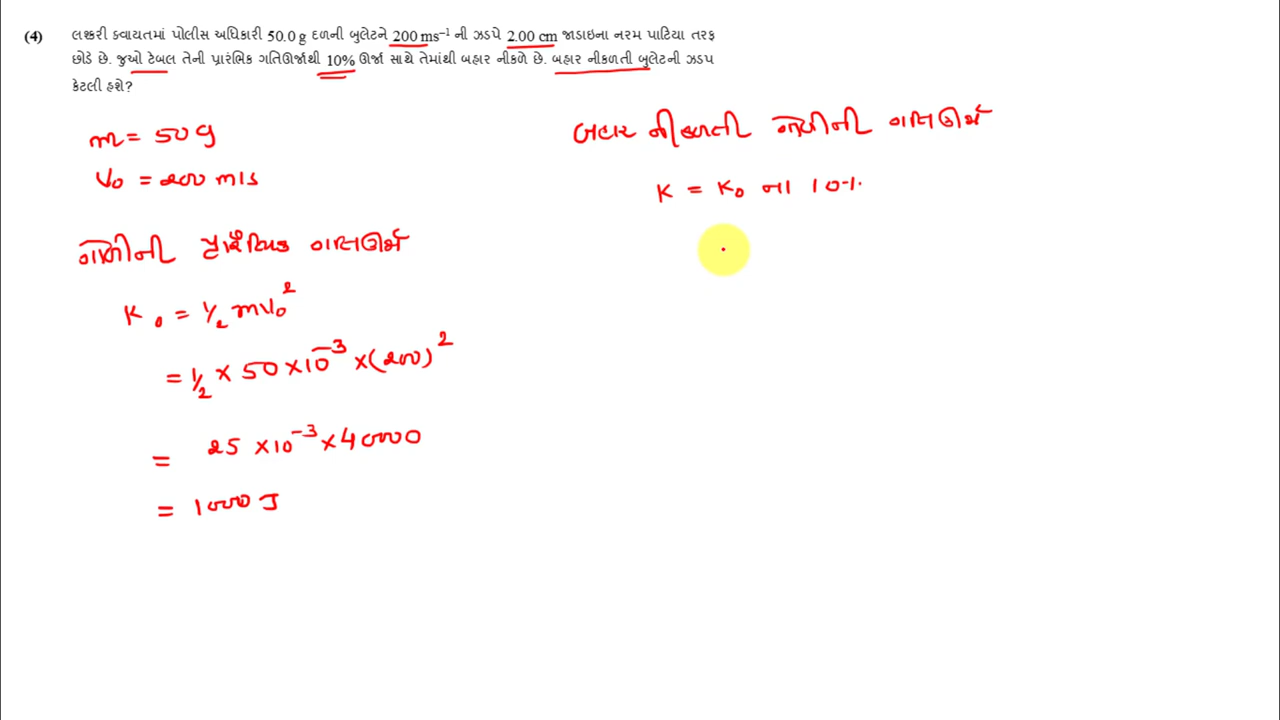 (4) લશ્કરી કવાયતમાં પોલીસ અધિકારી 50.0 g દળની બુલેટને 200 ms⁻¹ ની ઝડપે 2.00 cm જાડાઇના નરમ પાટિયા તરફ
છોડે છે. જુઓ ટેબલ તેની પ્રારંભિક ગતિઊર્જાથી 10% ઊર્જા સાથે તેમાંથી બહાર નીકળે છે. બહાર નીકળતી બુલેટની ઝડપ
કેટલી હશે?
m = 50 g
V₀ = 200 m/s
ગોળીની પ્રારંભિક ગતિઊર્જા
K₀ = 1/2 mV₀²
= 1/2 × 50 × 10⁻³ × (200)²
= 25 × 10⁻³ × 40000
= 1000 J
બહાર નીકળતી ગોળીની ગતિઊર્જા
K = K₀ ના 10%